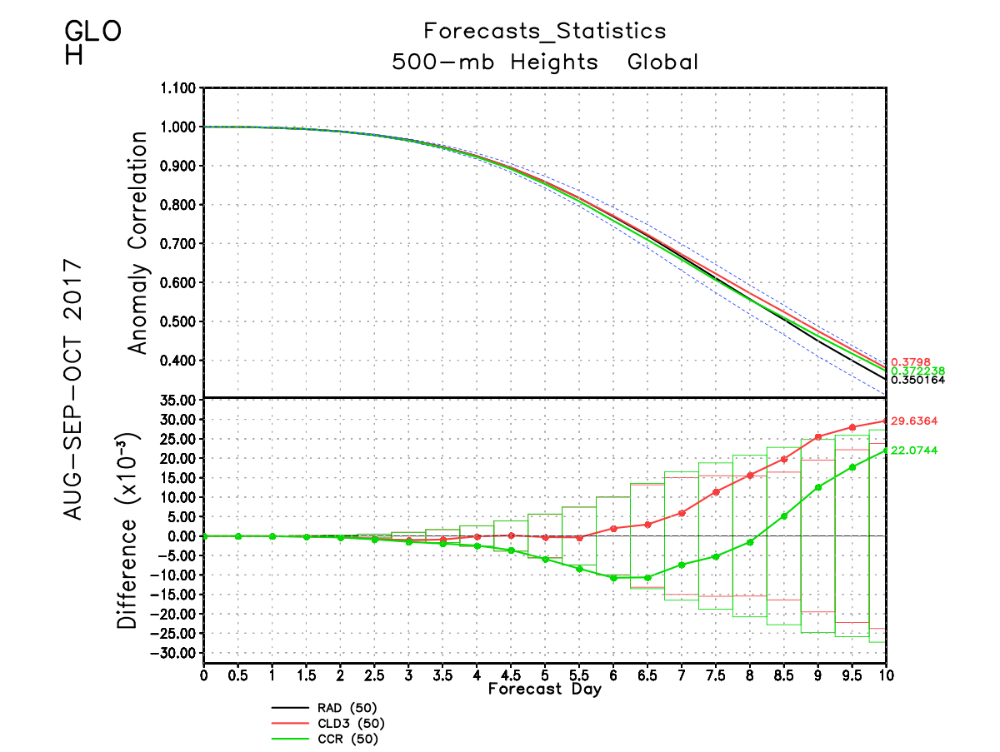 GLO
H
Forecasts_Statistics
500-mb Heights Global
AUG-SEP-OCT 2017
Anomaly Correlation
1.100
1.000
0.900
0.800
0.700
0.600
0.500
0.400
0.3798
0.372238
0.350164
Difference (x10⁻³)
35.00
30.00
25.00
20.00
15.00
10.00
5.00
0.00
-5.00
-10.00
-15.00
-20.00
-25.00
-30.00
29.6364
22.0744
0 0.5 1 1.5 2 2.5 3 3.5 4 4.5 5 5.5 6 6.5 7 7.5 8 8.5 9 9.5 10
Forecast Day
RAD (50)
CLD3 (50)
CCR (50)